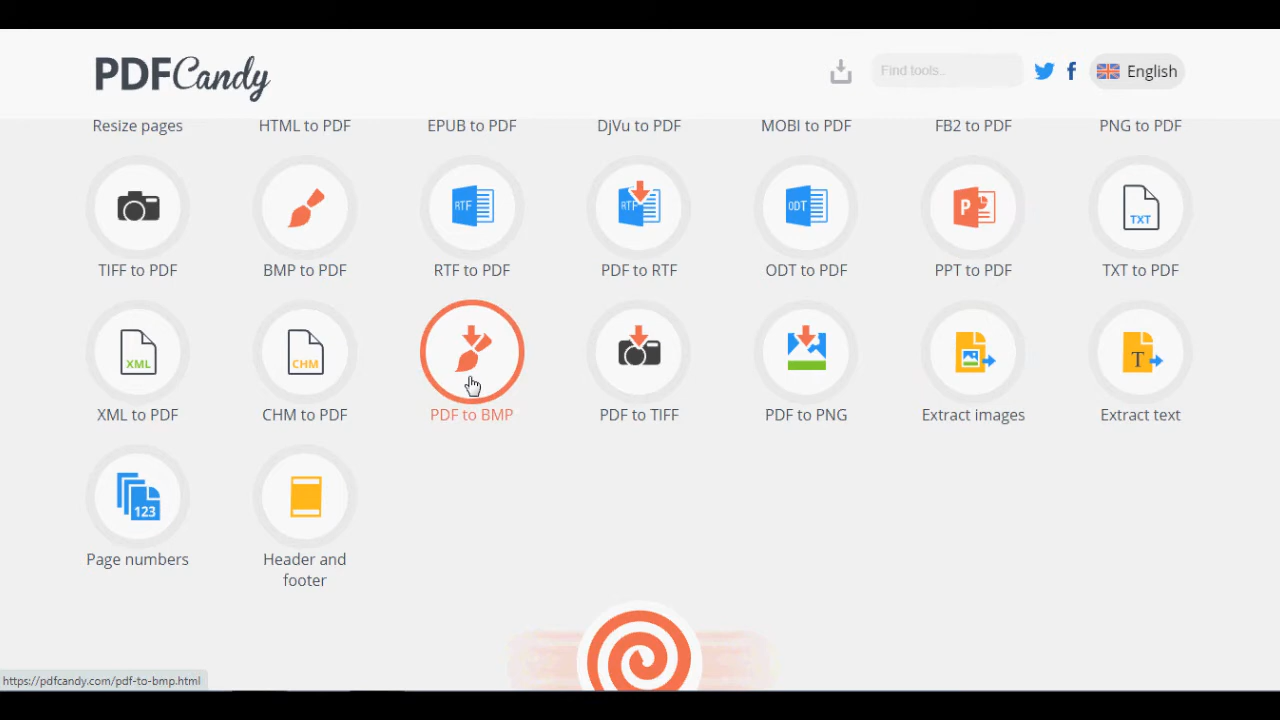 PDFCandy
Find tools..
English
Resize pages
HTML to PDF
EPUB to PDF
DjVu to PDF
MOBI to PDF
FB2 to PDF
PNG to PDF
RTF
RTF
ODT
P
TXT
TIFF to PDF
BMP to PDF
RTF to PDF
PDF to RTF
ODT to PDF
PPT to PDF
TXT to PDF
XML
CHM
T
XML to PDF
CHM to PDF
PDF to BMP
PDF to TIFF
PDF to PNG
Extract images
Extract text
123
Page numbers
Header and
footer
https://pdfcandy.com/pdf-to-bmp.html